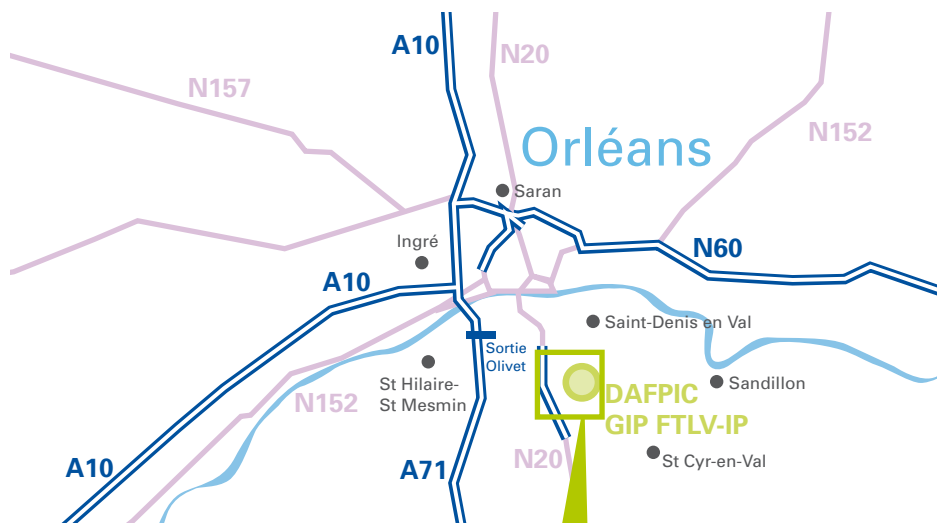 A10
N20
N157
N152
Orléans
Saran
Ingré
N60
A10
Saint-Denis en Val
Sortie
Olivet
St Hilaire-
St Mesmin
Sandillon
DAFPIC
GIP FTLV-IP
N152
N20
St Cyr-en-Val
A10
A71